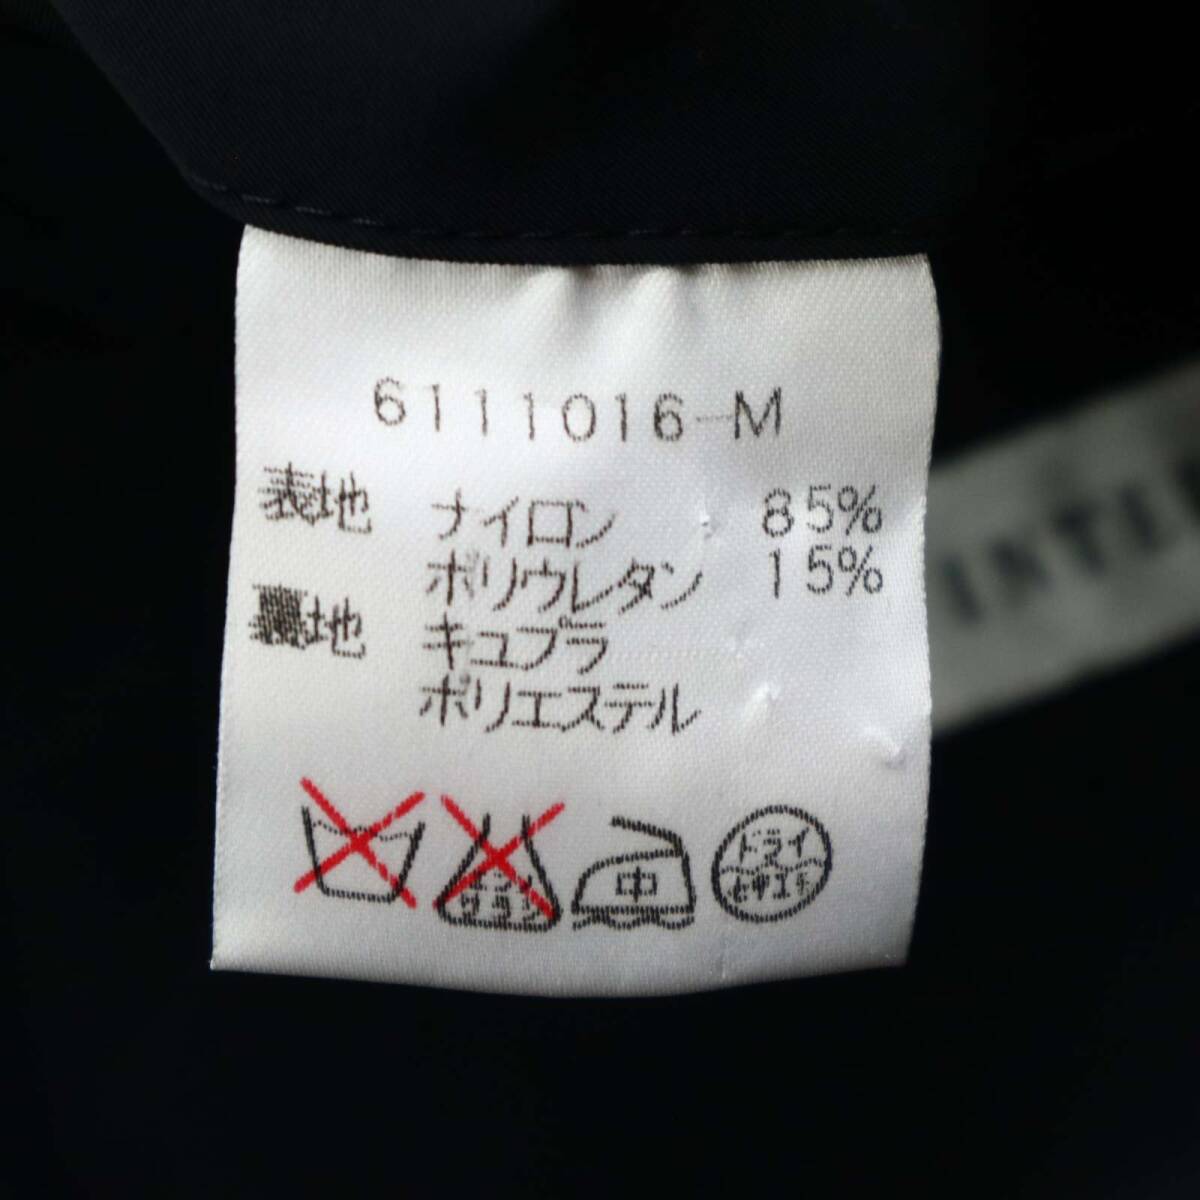 6111016-M
表地 ナイロン 85%
ポリウレタン 15%
裏地 キュプラ
ポリエステル
中
ドライ
セキユ系
INTE